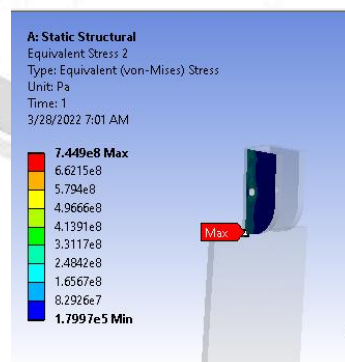 A: Static Structural
Equivalent Stress 2
Type: Equivalent (von-Mises) Stress
Unit: Pa
Time: 1
3/28/2022 7:01 AM
7.449e8 Max
6.6215e8
5.794e8
4.9666e8
4.1391e8
3.3117e8
2.4842e8
1.6567e8
8.2926e7
1.7997e5 Min
Max